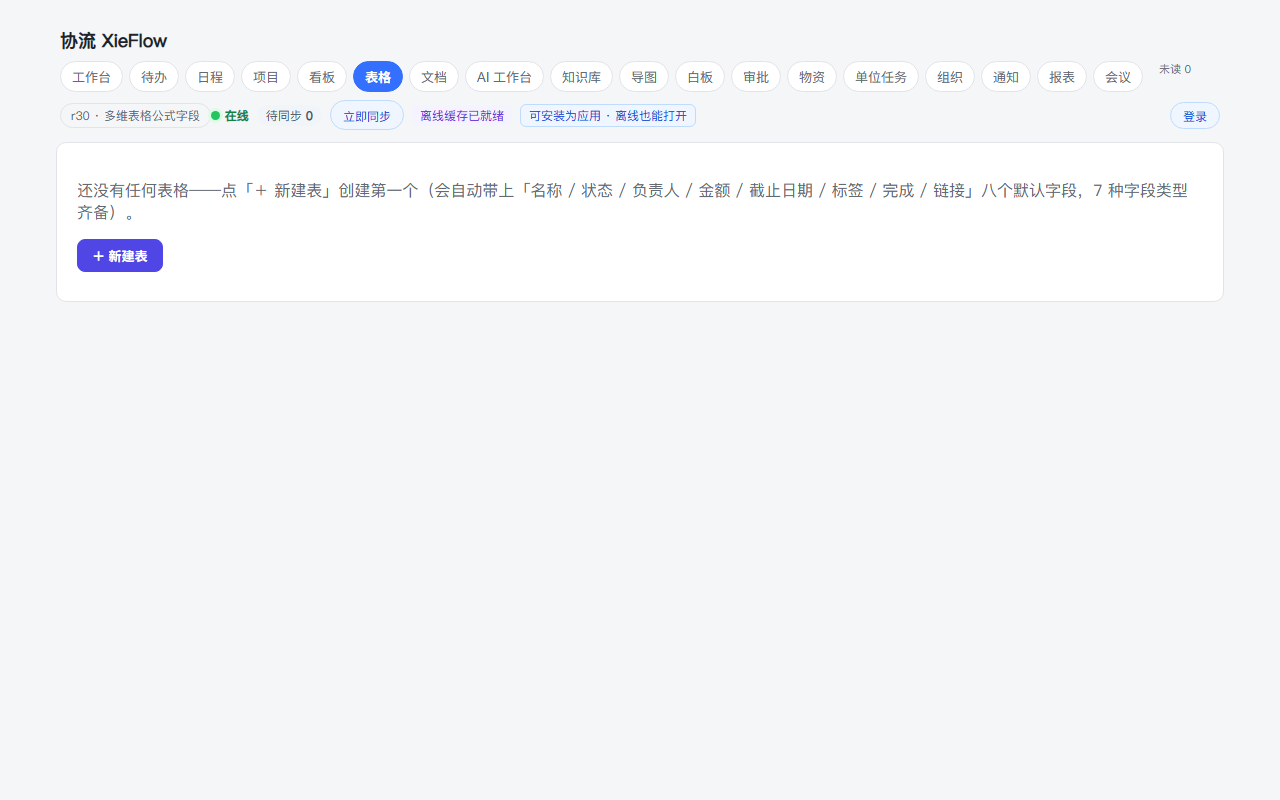 协流 XieFlow
工作台 待办 日程 项目 看板 表格 文档 AI 工作台 知识库 导图 白板 审批 物资 单位任务 组织 通知 报表 会议 未读 0
r30 · 多维表格公式字段 在线 待同步 0 立即同步 离线缓存已就绪 可安装为应用 · 离线也能打开 登录
还没有任何表格——点「＋ 新建表」创建第一个（会自动带上「名称 / 状态 / 负责人 / 金额 / 截止日期 / 标签 / 完成 / 链接」八个默认字段，7 种字段类型
齐备）。
＋ 新建表